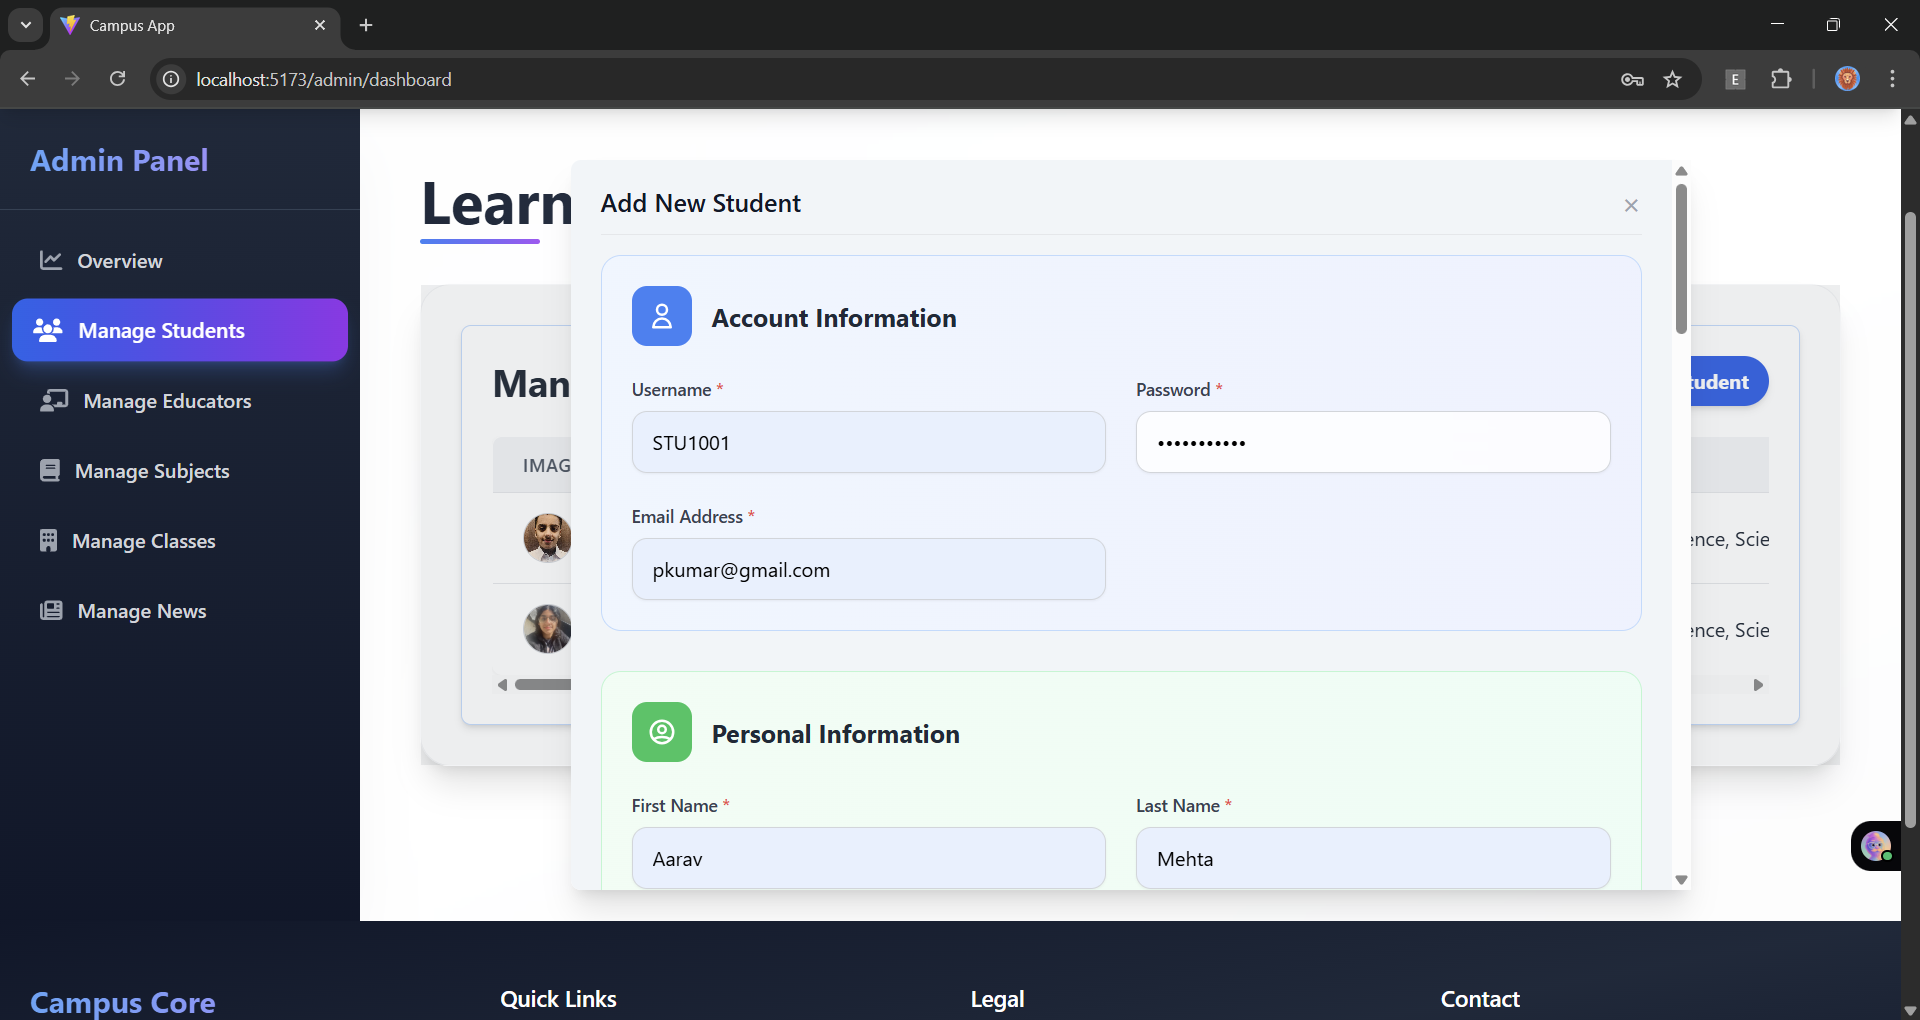 Campus App
localhost:5173/admin/dashboard
E
Admin Panel
Overview
Manage Students
Manage Educators
Manage Subjects
Manage Classes
Manage News
Learn
Man
tudent
IMAG
ence, Scie
ence, Scie
Add New Student
Account Information
Username * Password *
STU1001 •••••••••••
Email Address *
pkumar@gmail.com
Personal Information
First Name * Last Name *
Aarav Mehta
Campus Core Quick Links Legal Contact